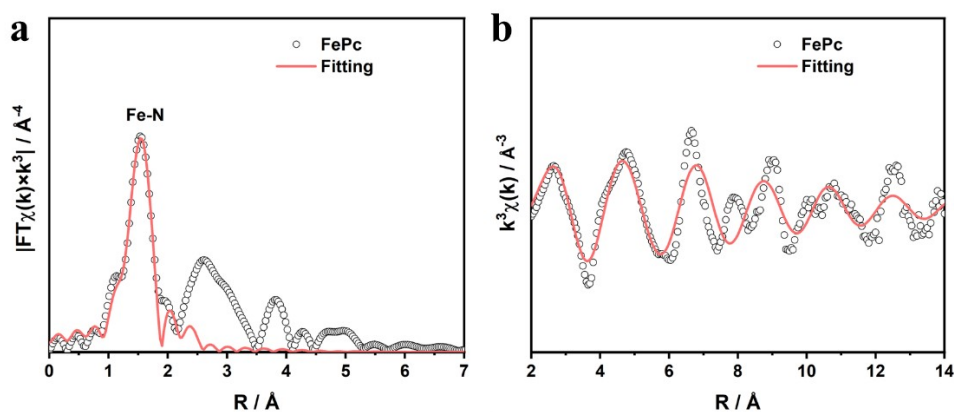 a
FePc
Fitting
Fe-N
|FTχ(k)×k³| / Å⁻⁴
0 1 2 3 4 5 6 7
R / Å
b
FePc
Fitting
k³χ(k) / Å⁻³
2 4 6 8 10 12 14
R / Å